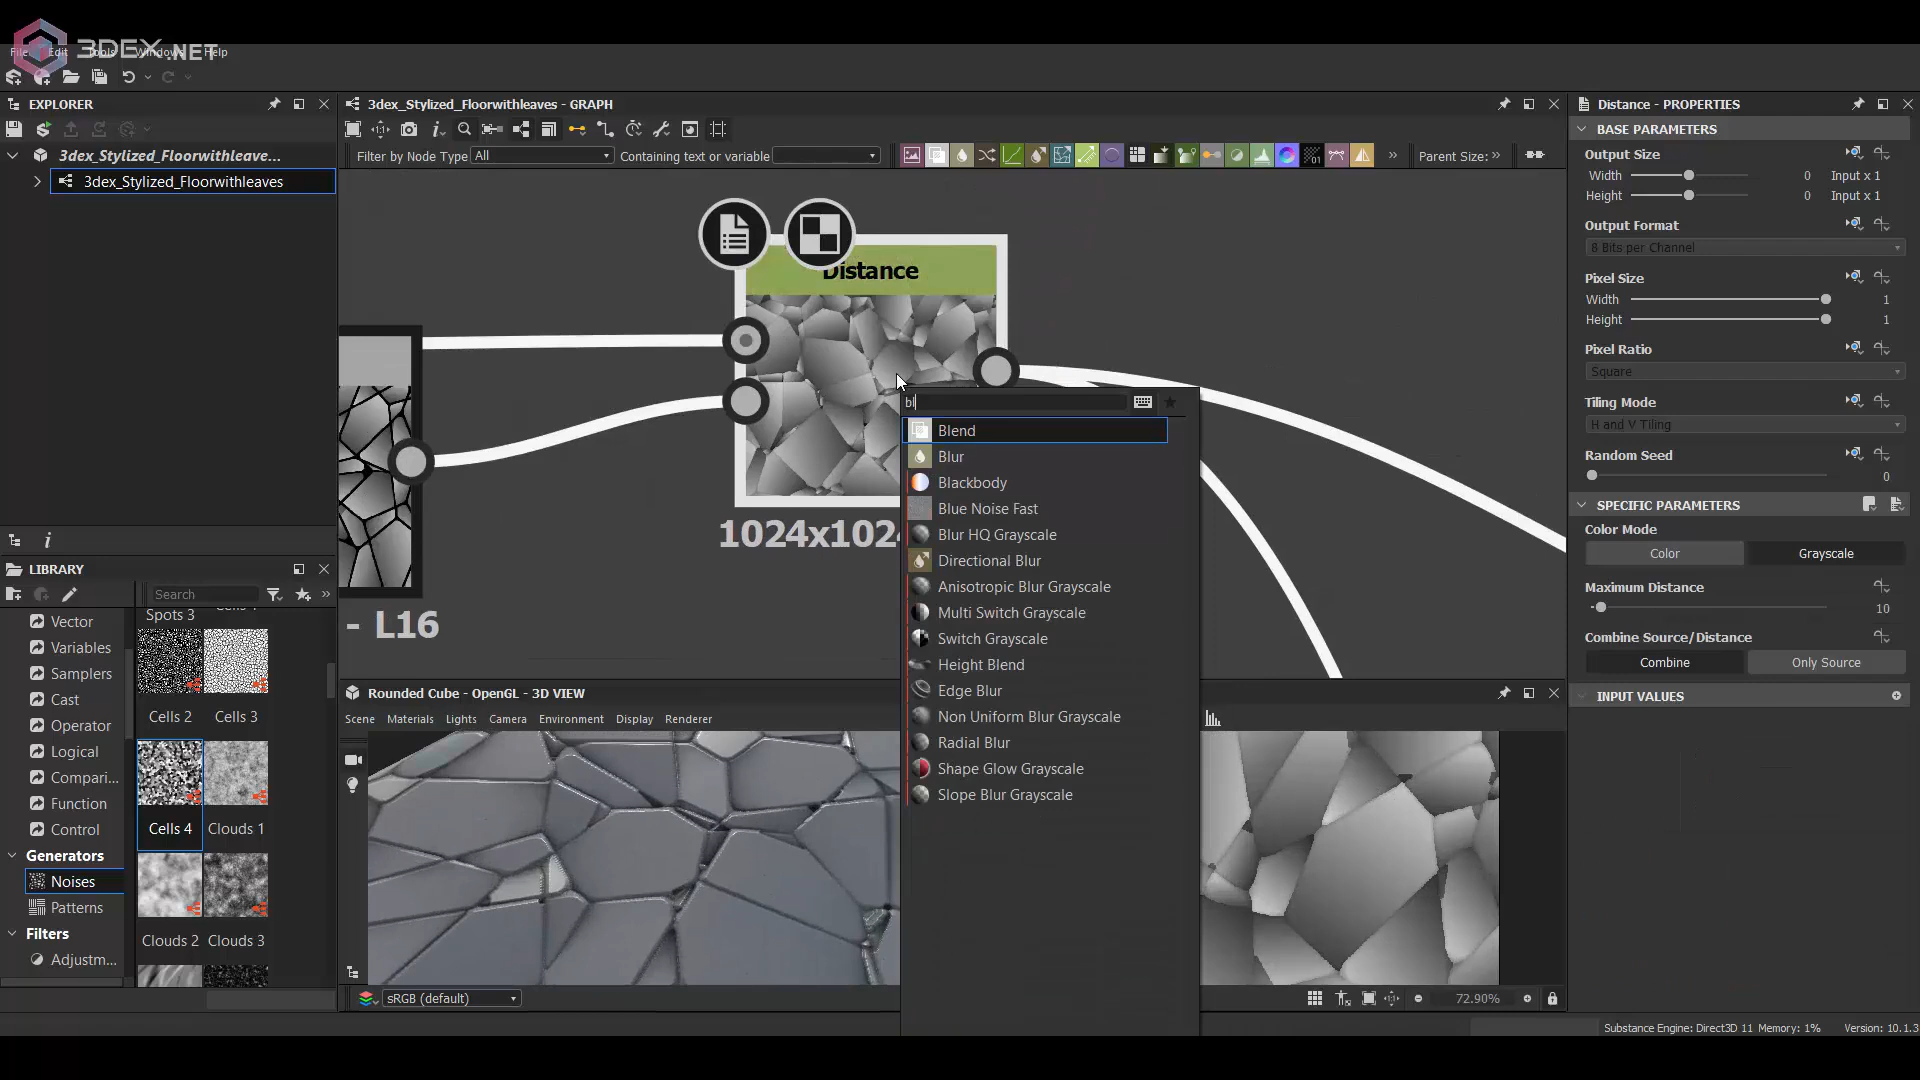 3DEX.NET
File Edit Tools Windows Help
EXPLORER
3dex_Stylized_Floorwithleaves - GRAPH
Distance - PROPERTIES
BASE PARAMETERS
Filter by Node Type All Containing text or variable Parent Size: »
3dex_Stylized_Floorwithleave...
3dex_Stylized_Floorwithleaves
Output Size
Width 0 Input x 1
Height 0 Input x 1
Output Format
8 Bits per Channel
Pixel Size
Width 1
Height 1
Pixel Ratio
Square
Tiling Mode
H and V Tiling
Random Seed
0
SPECIFIC PARAMETERS
Color Mode
Color Grayscale
Maximum Distance
10
Combine Source/Distance
Combine Only Source
INPUT VALUES
Distance
1024x102
- L16
bl
Blend
Blur
Blackbody
Blue Noise Fast
Blur HQ Grayscale
Directional Blur
Anisotropic Blur Grayscale
Multi Switch Grayscale
Switch Grayscale
Height Blend
Edge Blur
Non Uniform Blur Grayscale
Radial Blur
Shape Glow Grayscale
Slope Blur Grayscale
LIBRARY
Search
Vector
Variables
Samplers
Cast
Operator
Logical
Compari...
Function
Control
Generators
Noises
Patterns
Filters
Adjustm...
Spots 3
Cells 2 Cells 3
Cells 4 Clouds 1
Clouds 2 Clouds 3
Rounded Cube - OpenGL - 3D VIEW
Scene Materials Lights Camera Environment Display Renderer
sRGB (default)
72.90%
Substance Engine: Direct3D 11 Memory: 1% Version: 10.1.3